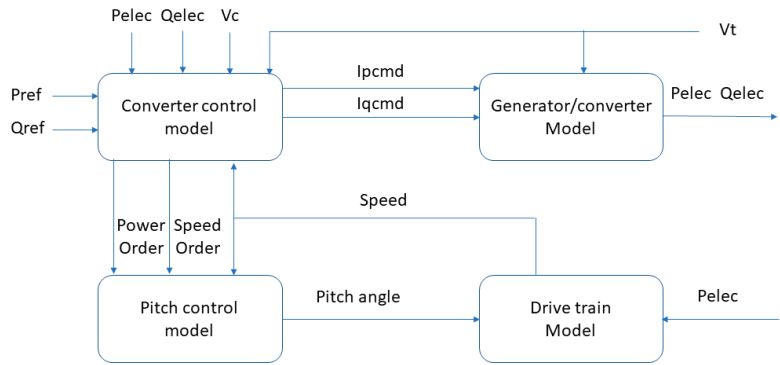 Pelec Qelec Vc
Vt
Ipcmd
Pref
Converter control
model
Iqcmd
Generator/converter
Model
Pelec Qelec
Qref
Speed
Power
Order
Speed
Order
Pitch control
model
Pitch angle
Drive train
Model
Pelec